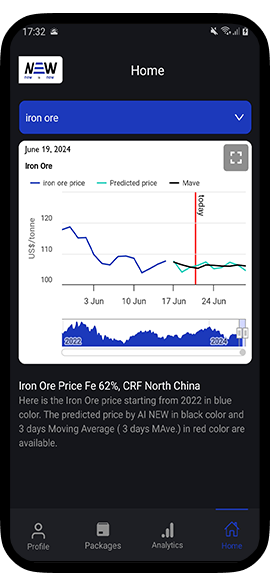 17:32
NEW
Home
iron ore
June 19, 2024
Iron Ore
iron ore price Predicted price Mave
today
US$/tonne
120
110
100
3 Jun 10 Jun 17 Jun 24 Jun
2022 2024
Iron Ore Price Fe 62%, CRF North China
Here is the Iron Ore price starting from 2022 in blue
color. The predicted price by AI NEW in black color and
3 days Moving Average ( 3 days MAve.) in red color are
available.
Profile Packages Analytics Home